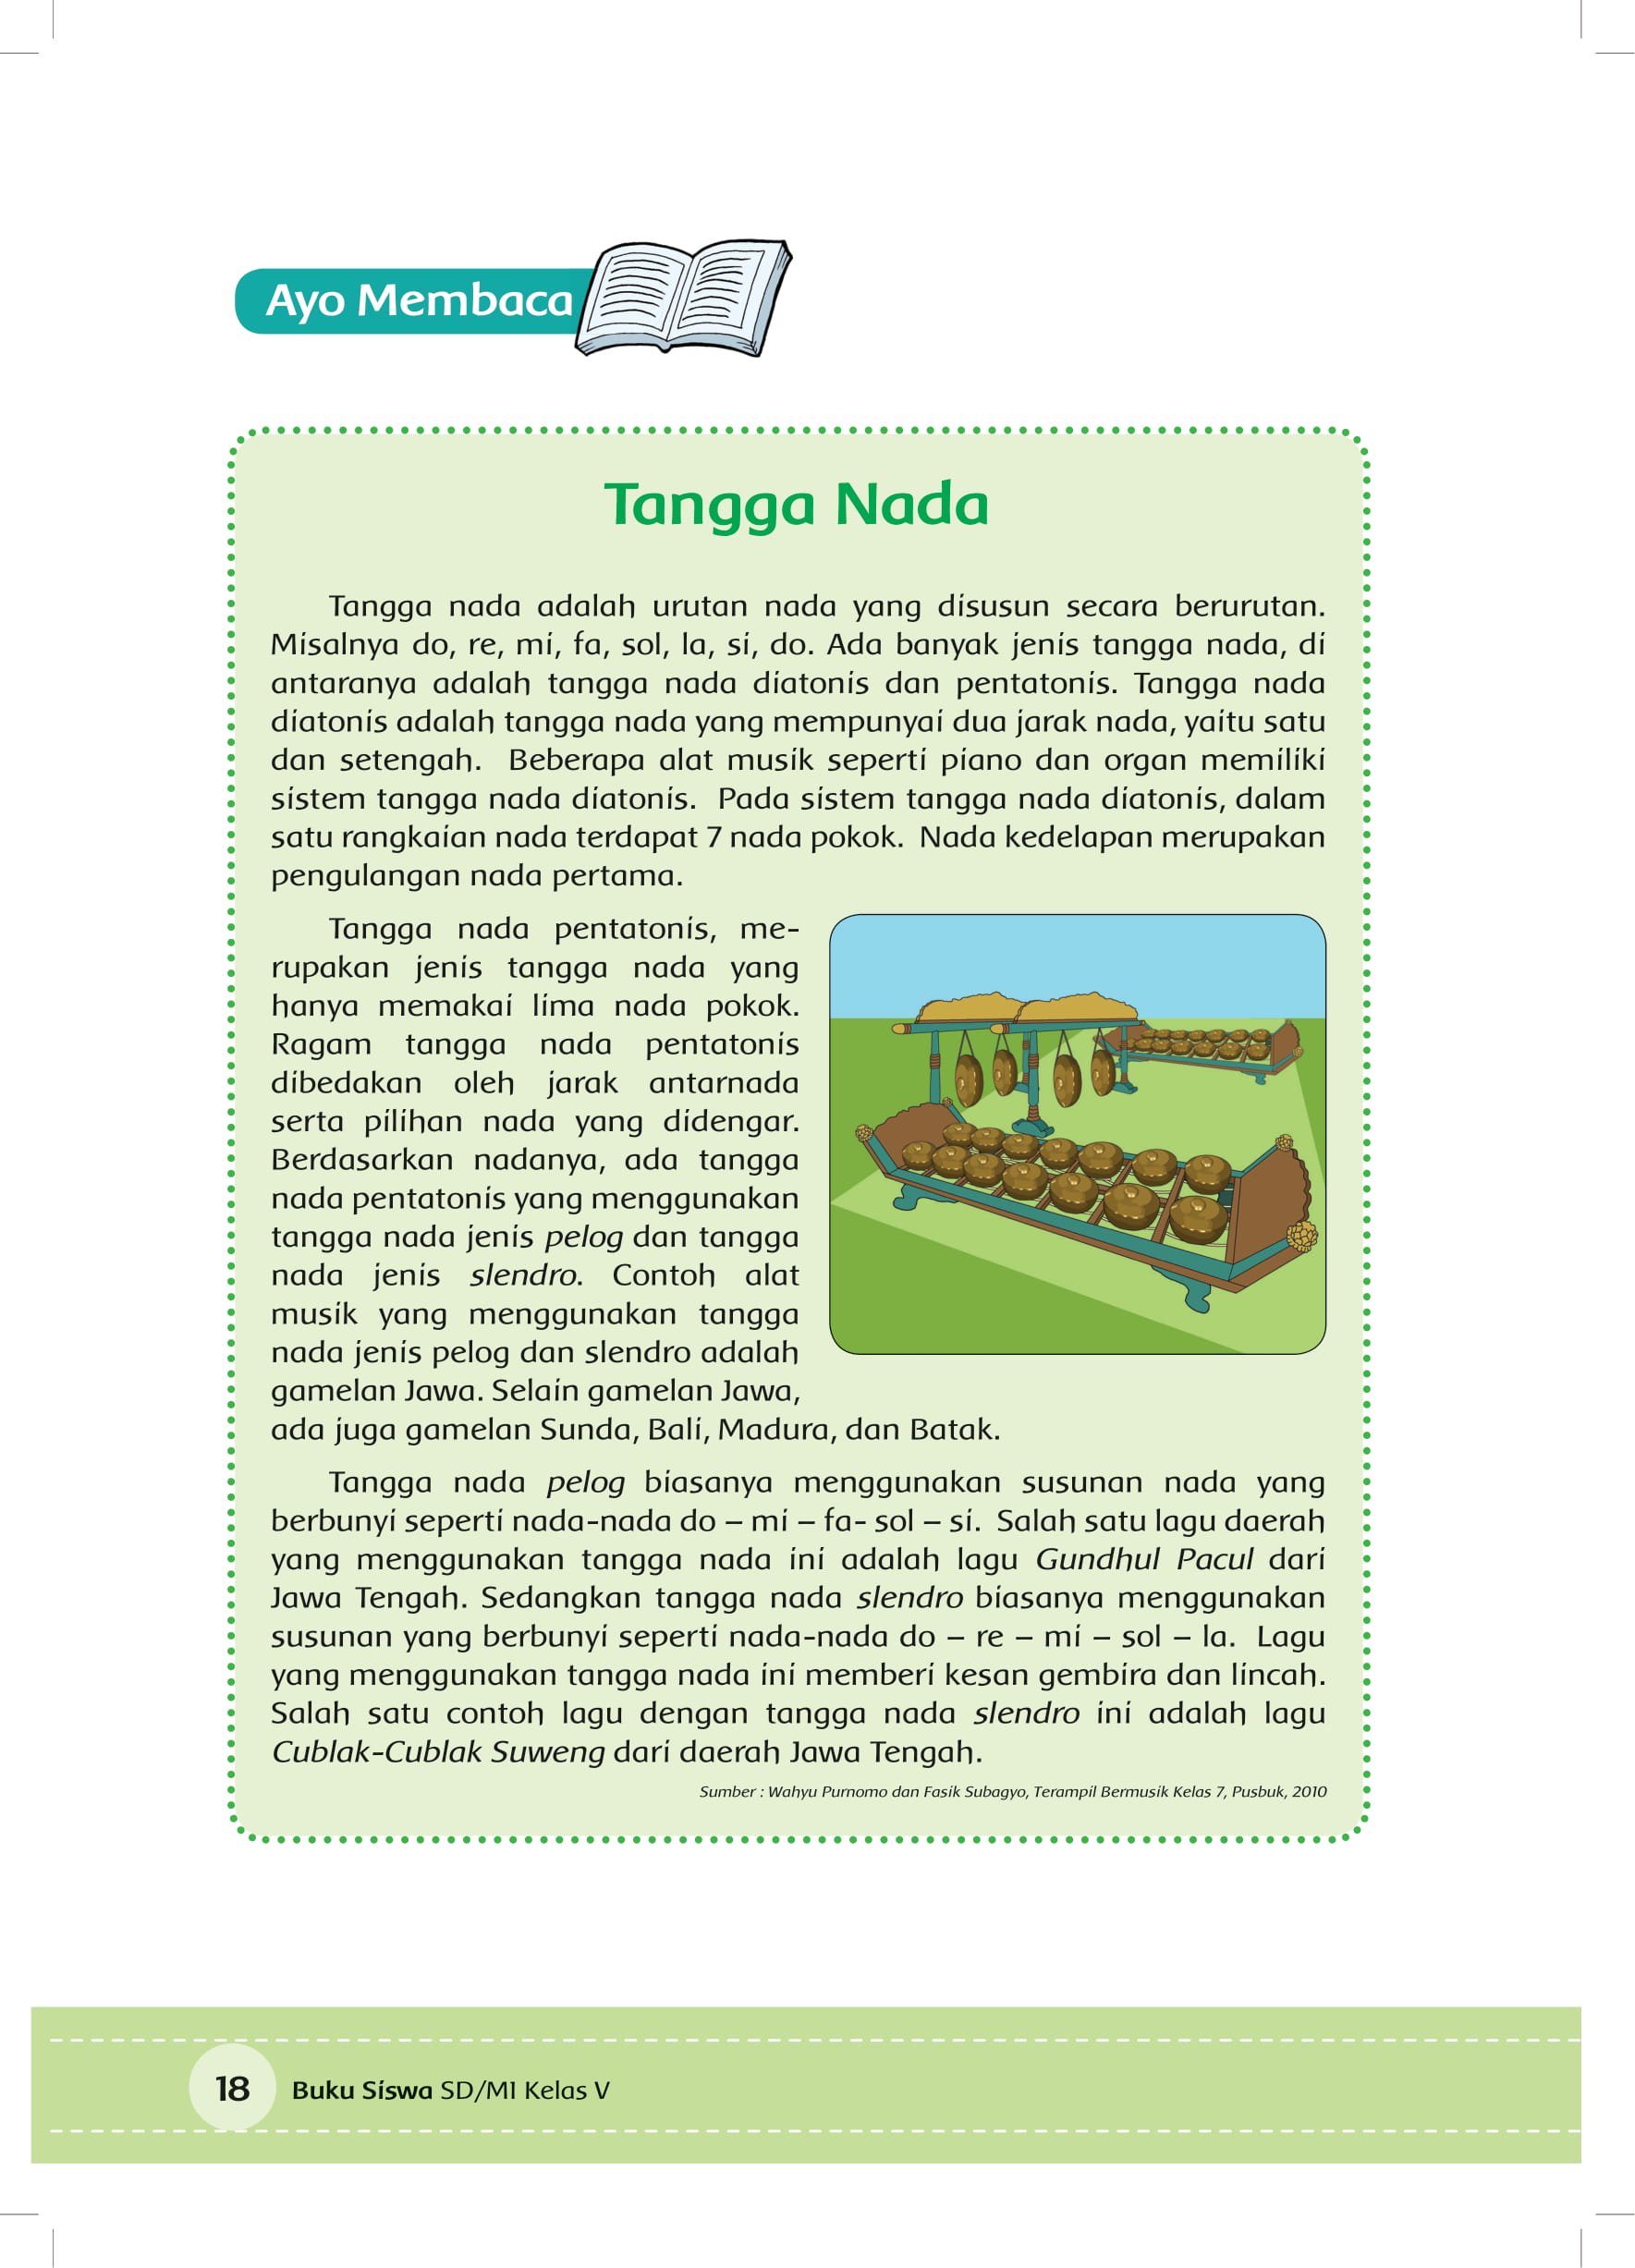 Ayo Membaca
Tangga Nada
Tangga nada adalah urutan nada yang disusun secara berurutan.
Misalnya do, re, mi, fa, sol, la, si, do. Ada banyak jenis tangga nada, di
antaranya adalah tangga nada diatonis dan pentatonis. Tangga nada
diatonis adalah tangga nada yang mempunyai dua jarak nada, yaitu satu
dan setengah.  Beberapa alat musik seperti piano dan organ memiliki
sistem tangga nada diatonis.  Pada sistem tangga nada diatonis, dalam
satu rangkaian nada terdapat 7 nada pokok.  Nada kedelapan merupakan
pengulangan nada pertama.
Tangga nada pentatonis, me-
rupakan jenis tangga nada yang
hanya memakai lima nada pokok.
Ragam tangga nada pentatonis
dibedakan oleh jarak antarnada
serta pilihan nada yang didengar.
Berdasarkan nadanya, ada tangga
nada pentatonis yang menggunakan
tangga nada jenis pelog dan tangga
nada jenis slendro. Contoh alat
musik yang menggunakan tangga
nada jenis pelog dan slendro adalah
gamelan Jawa. Selain gamelan Jawa,
ada juga gamelan Sunda, Bali, Madura, dan Batak.
Tangga nada pelog biasanya menggunakan susunan nada yang
berbunyi seperti nada-nada do – mi – fa- sol – si.  Salah satu lagu daerah
yang menggunakan tangga nada ini adalah lagu Gundhul Pacul dari
Jawa Tengah. Sedangkan tangga nada slendro biasanya menggunakan
susunan yang berbunyi seperti nada-nada do – re – mi – sol – la.  Lagu
yang menggunakan tangga nada ini memberi kesan gembira dan lincah.
Salah satu contoh lagu dengan tangga nada slendro ini adalah lagu
Cublak-Cublak Suweng dari daerah Jawa Tengah.
Sumber : Wahyu Purnomo dan Fasik Subagyo, Terampil Bermusik Kelas 7, Pusbuk, 2010
18 Buku Siswa SD/MI Kelas V